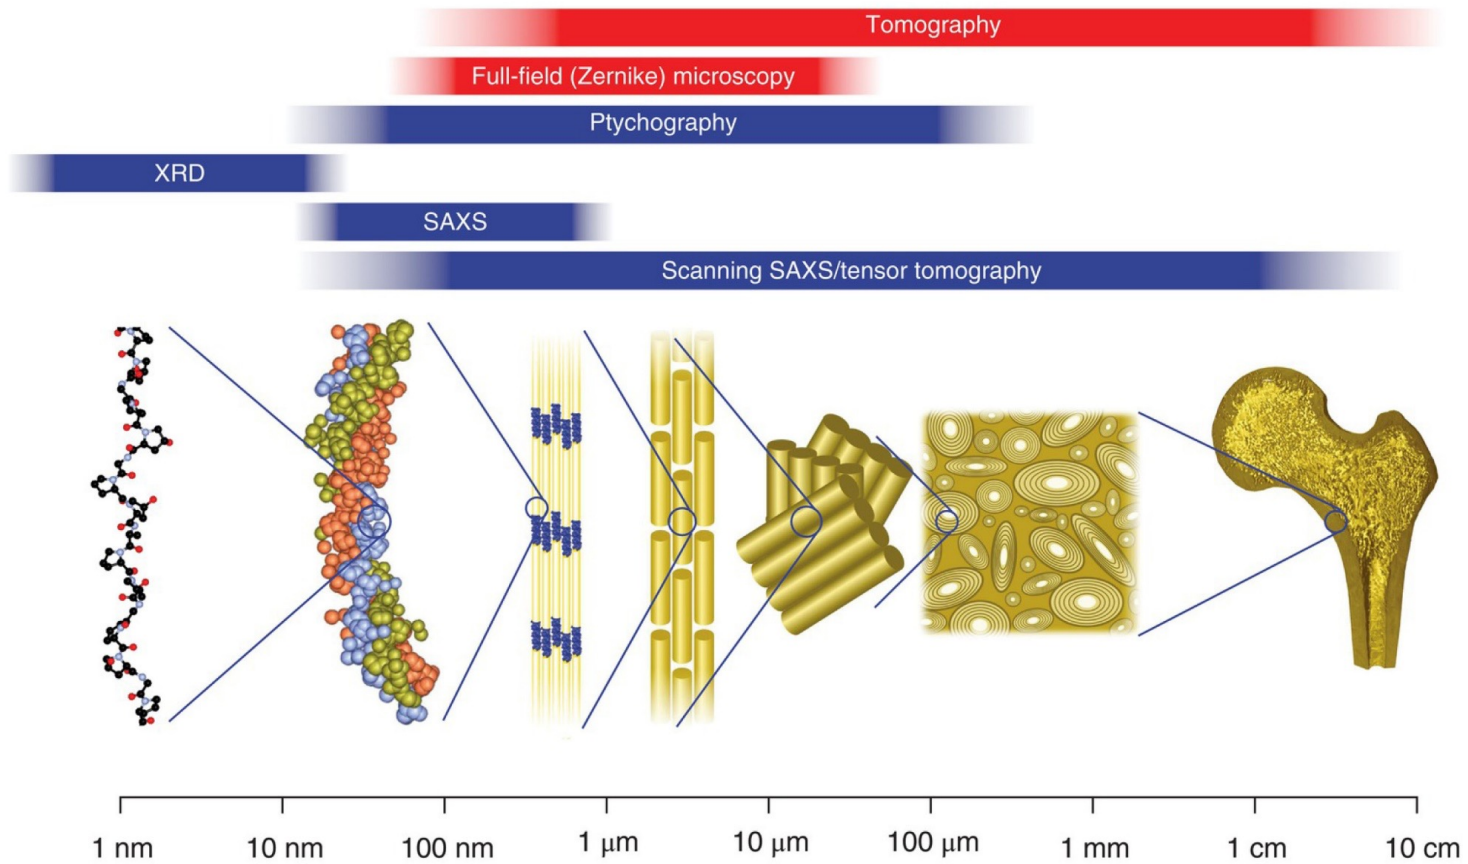 Tomography
Full-field (Zernike) microscopy
Ptychography
XRD
SAXS
Scanning SAXS/tensor tomography
1 nm
10 nm
100 nm
1 μm
10 μm
100 μm
1 mm
1 cm
10 cm